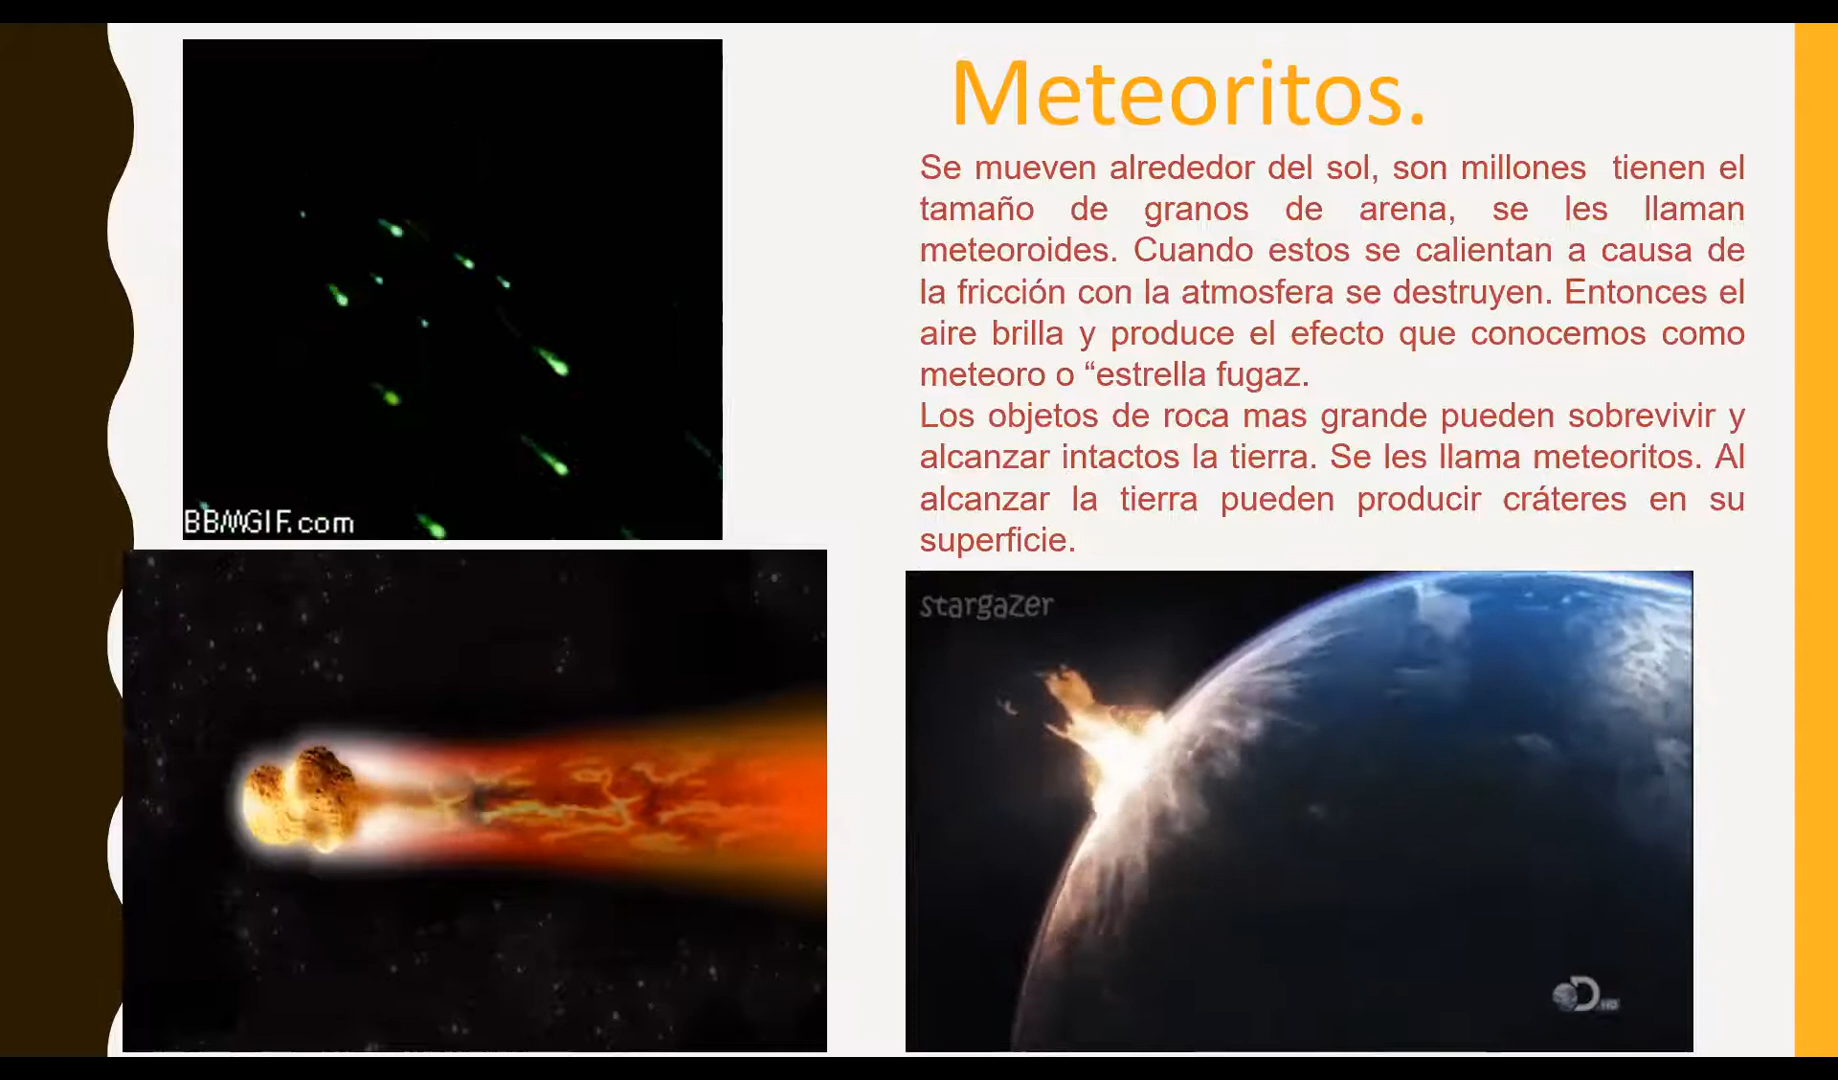 Meteoritos.
Se mueven alrededor del sol, son millones  tienen el
tamaño de granos de arena, se les llaman
meteoroides. Cuando estos se calientan a causa de
la fricción con la atmosfera se destruyen. Entonces el
aire brilla y produce el efecto que conocemos como
meteoro o “estrella fugaz.
Los objetos de roca mas grande pueden sobrevivir y
alcanzar intactos la tierra. Se les llama meteoritos. Al
alcanzar la tierra pueden producir cráteres en su
superficie.
BBMGIF.com
stargazer
D HD